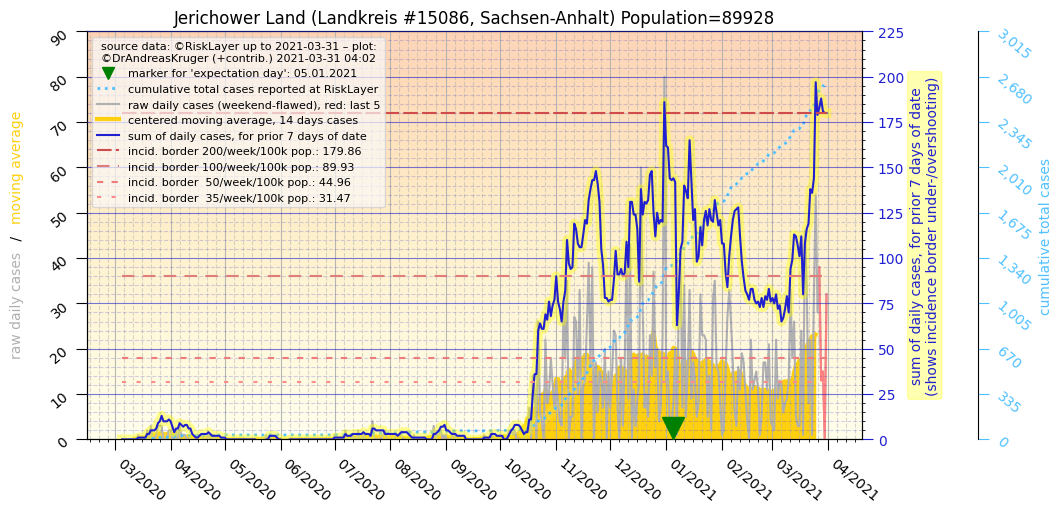 Jerichower Land (Landkreis #15086, Sachsen-Anhalt) Population=89928
source data: ©RiskLayer up to 2021-03-31 – plot:
©DrAndreasKruger (+contrib.) 2021-03-31 04:02
marker for 'expectation day': 05.01.2021
cumulative total cases reported at RiskLayer
raw daily cases (weekend-flawed), red: last 5
centered moving average, 14 days cases
sum of daily cases, for prior 7 days of date
incid. border 200/week/100k pop.: 179.86
incid. border 100/week/100k pop.: 89.93
incid. border  50/week/100k pop.: 44.96
incid. border  35/week/100k pop.: 31.47
raw daily cases / moving average
90
80
70
60
50
40
30
20
10
0
03/2020
04/2020
05/2020
06/2020
07/2020
08/2020
09/2020
10/2020
11/2020
12/2020
01/2021
02/2021
03/2021
04/2021
225
200
175
150
125
100
75
50
25
0
sum of daily cases, for prior 7 days of date
(shows incidence border under-/overshooting)
3,015
2,680
2,345
2,010
1,675
1,340
1,005
670
335
0
cumulative total cases